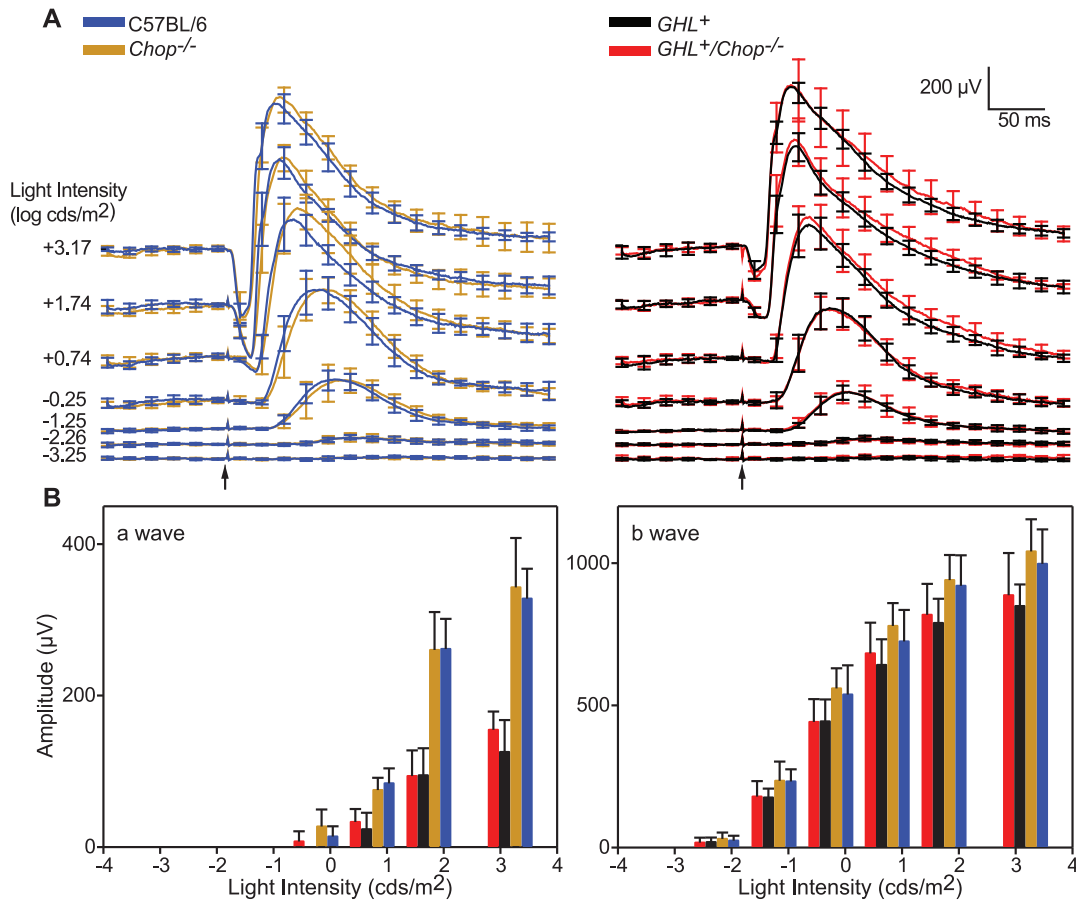 A
C57BL/6
Chop-/-
GHL+
GHL+/Chop-/-
200 µV
50 ms
Light Intensity
(log cds/m2)
+3.17
+1.74
+0.74
-0.25
-1.25
-2.26
-3.25
B
a wave
400
200
0
Amplitude (µV)
-4 -3 -2 -1 0 1 2 3 4
Light Intensity (cds/m2)
b wave
1000
500
0
-4 -3 -2 -1 0 1 2 3 4
Light Intensity (cds/m2)